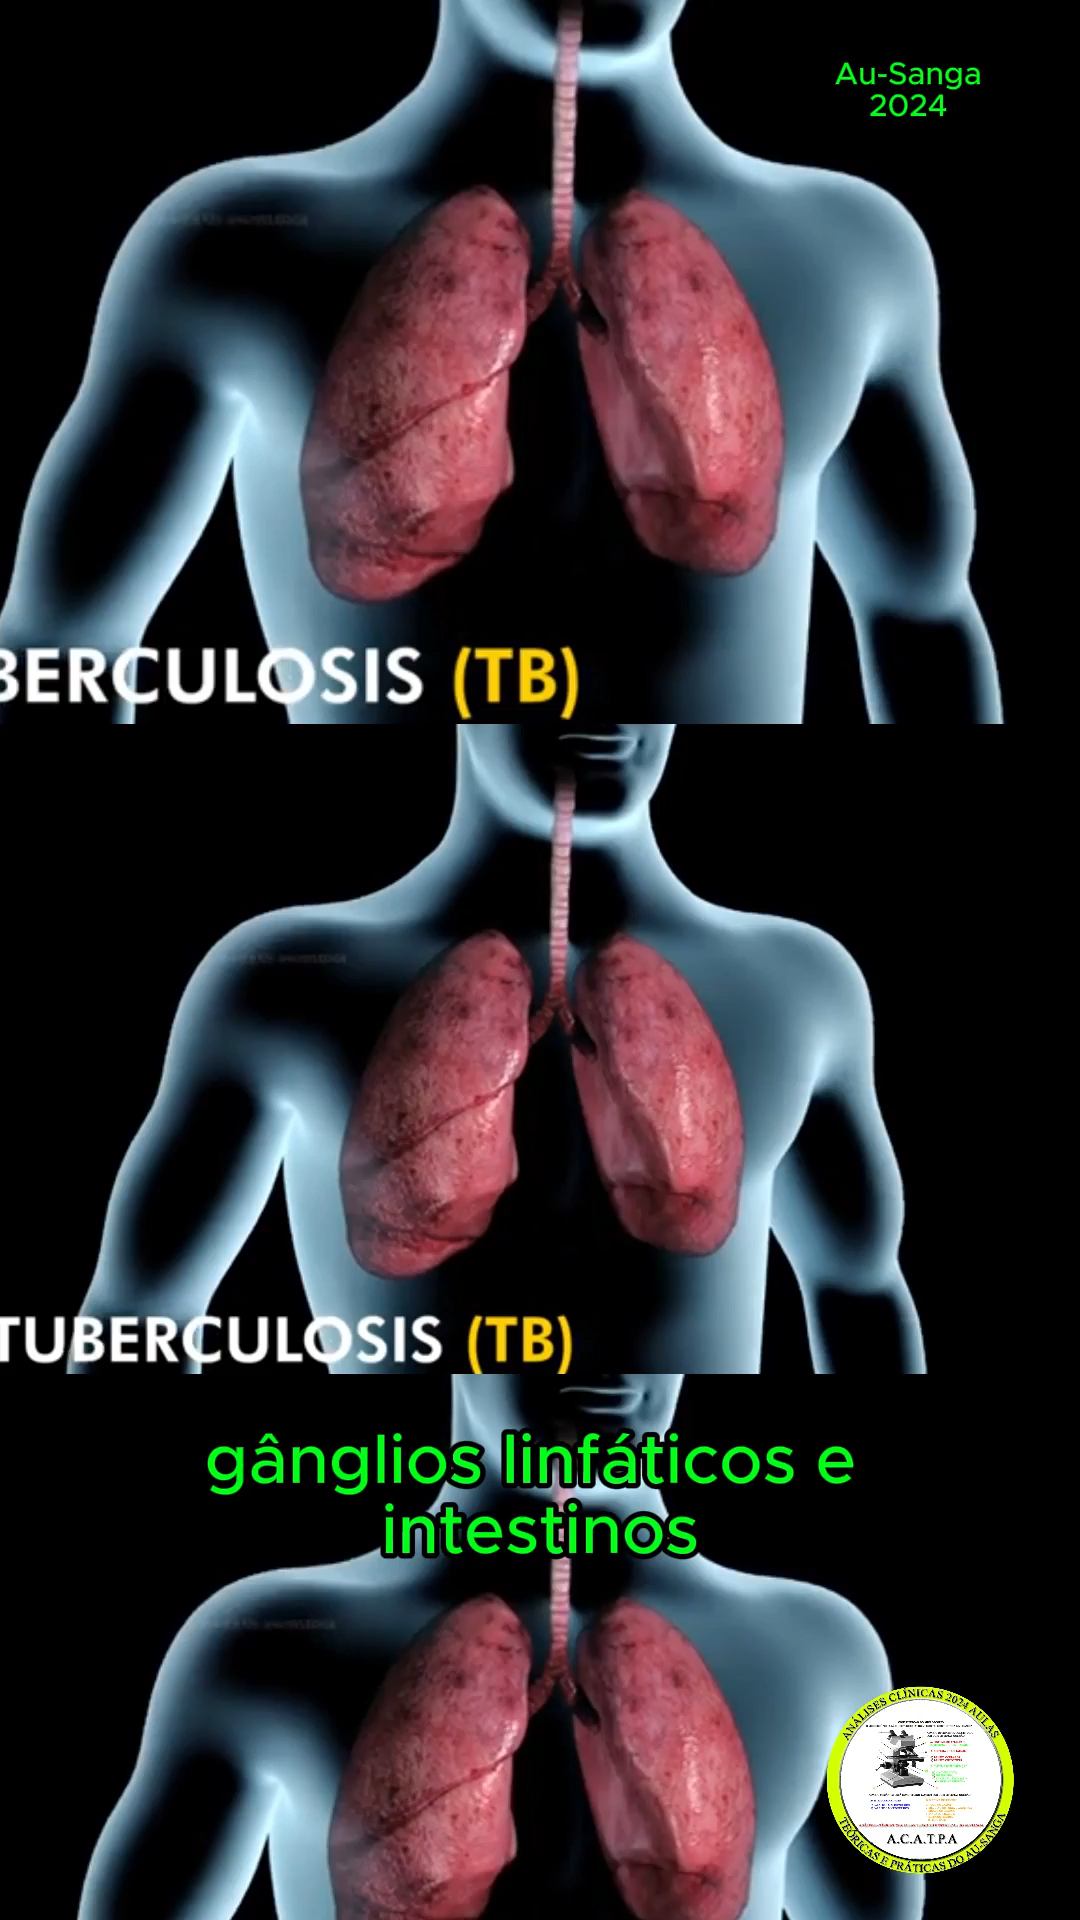 Au-Sanga
2024
BERCULOSIS (TB)
TUBERCULOSIS (TB)
gânglios linfáticos e
intestinos
ANÁLISES CLÍNICAS 2024 AULAS
A.C.A.T.P.A
TEÓRICAS E PRÁTICAS DO AU-SANGA